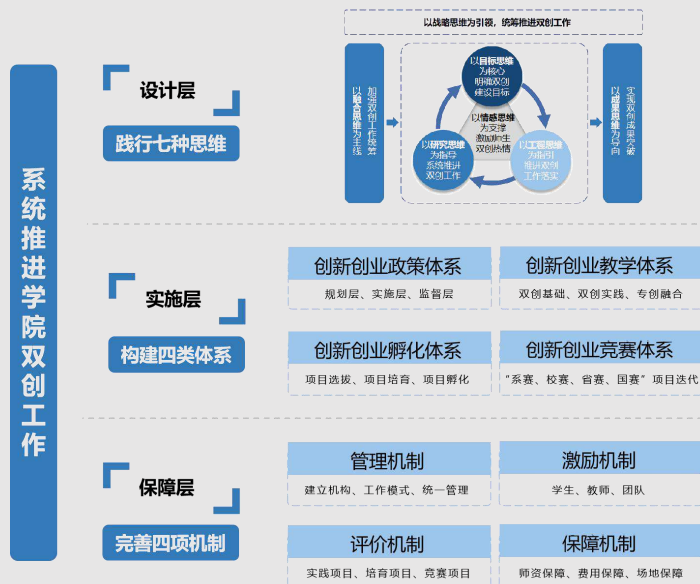 系统推进学院双创工作
设计层
践行七种思维
以战略思维为引领，统筹推进双创工作
加强双创工作统筹
以融合思维为主线
以目标思维
为核心
明确双创
建设目标
以情感思维
为支撑
激励师生
双创热情
以研究思维
为指导
系统推进
双创工作
以工程思维
为指引
推进双创
工作落实
实现双创成果突破
以成果思维为导向
实施层
构建四类体系
创新创业政策体系
规划层、实施层、监督层
创新创业教学体系
双创基础、双创实践、专创融合
创新创业孵化体系
项目选拔、项目培育、项目孵化
创新创业竞赛体系
“系赛、校赛、省赛、国赛”项目迭代
保障层
完善四项机制
管理机制
建立机构、工作模式、统一管理
激励机制
学生、教师、团队
评价机制
实践项目、培育项目、竞赛项目
保障机制
师资保障、费用保障、场地保障